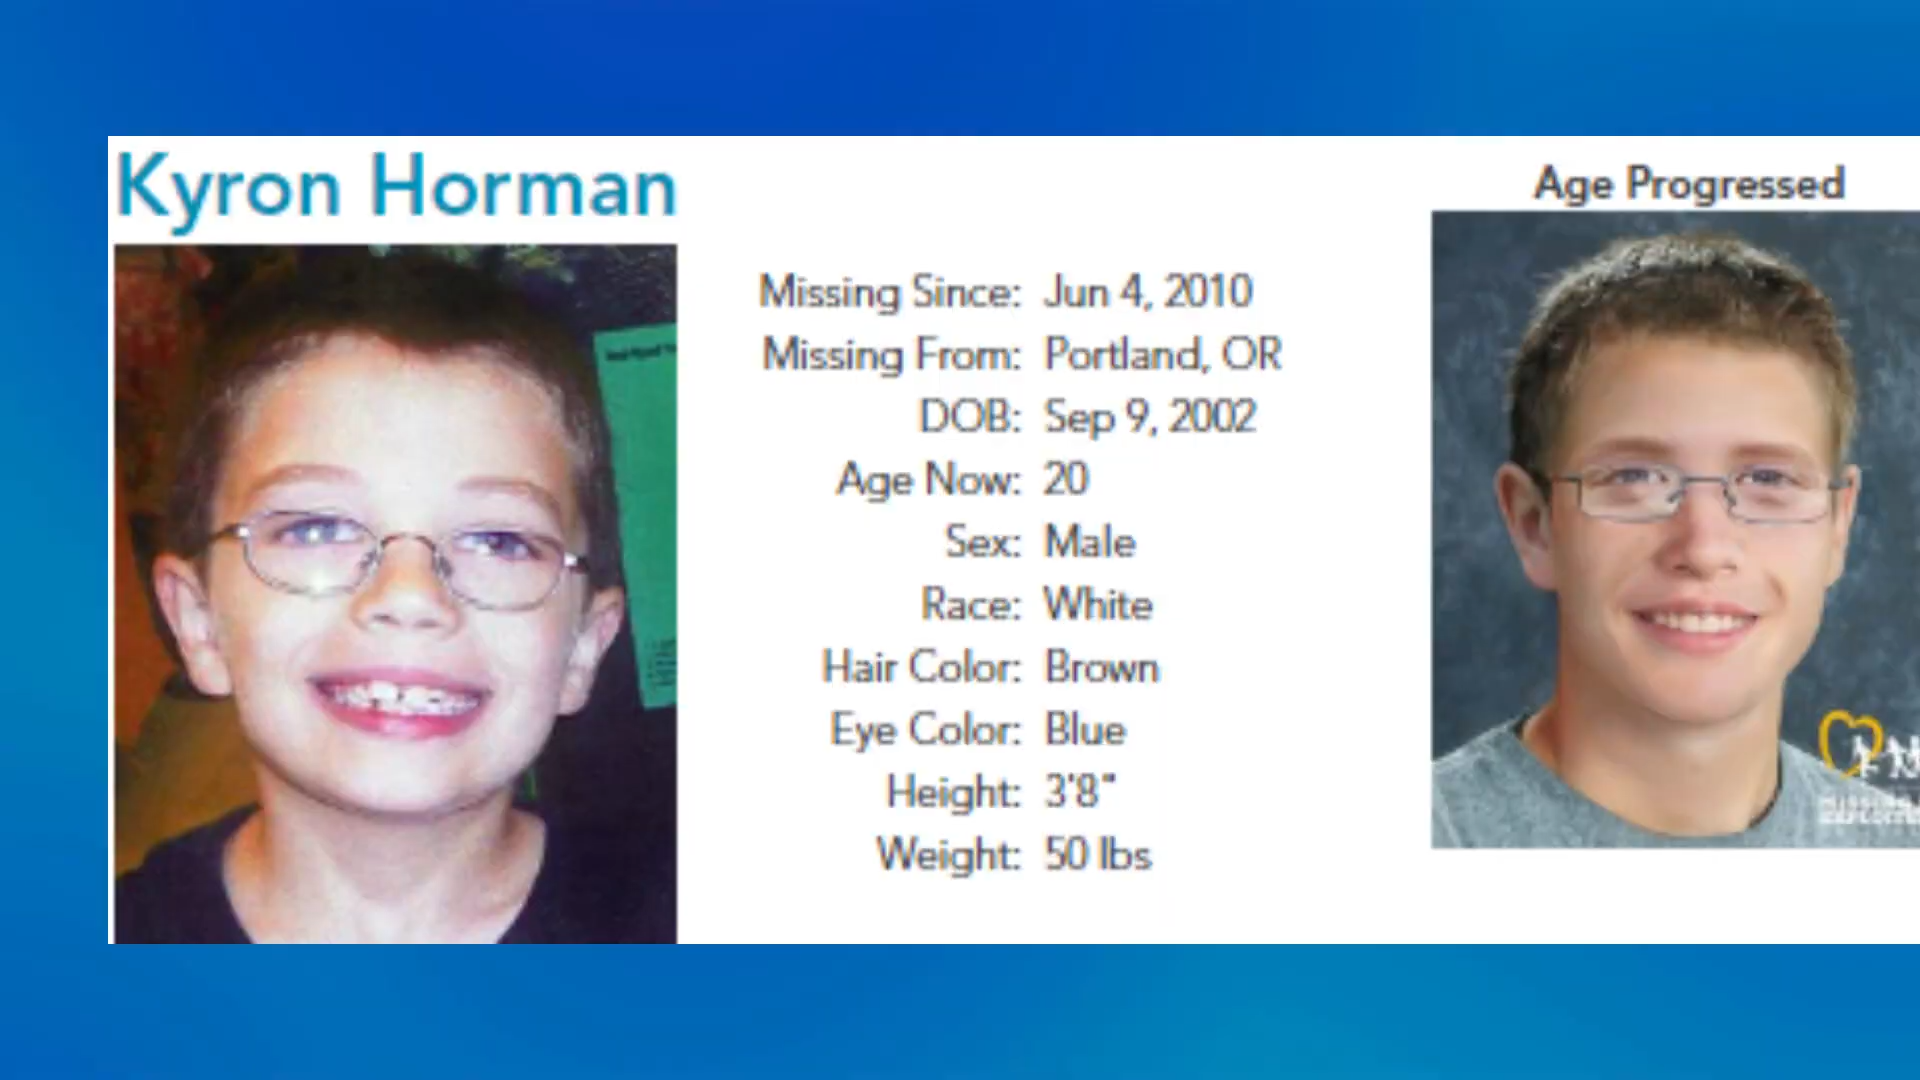 Kyron Horman
Age Progressed
Missing Since: Jun 4, 2010
Missing From: Portland, OR
DOB: Sep 9, 2002
Age Now: 20
Sex: Male
Race: White
Hair Color: Brown
Eye Color: Blue
Height: 3'8"
Weight: 50 lbs